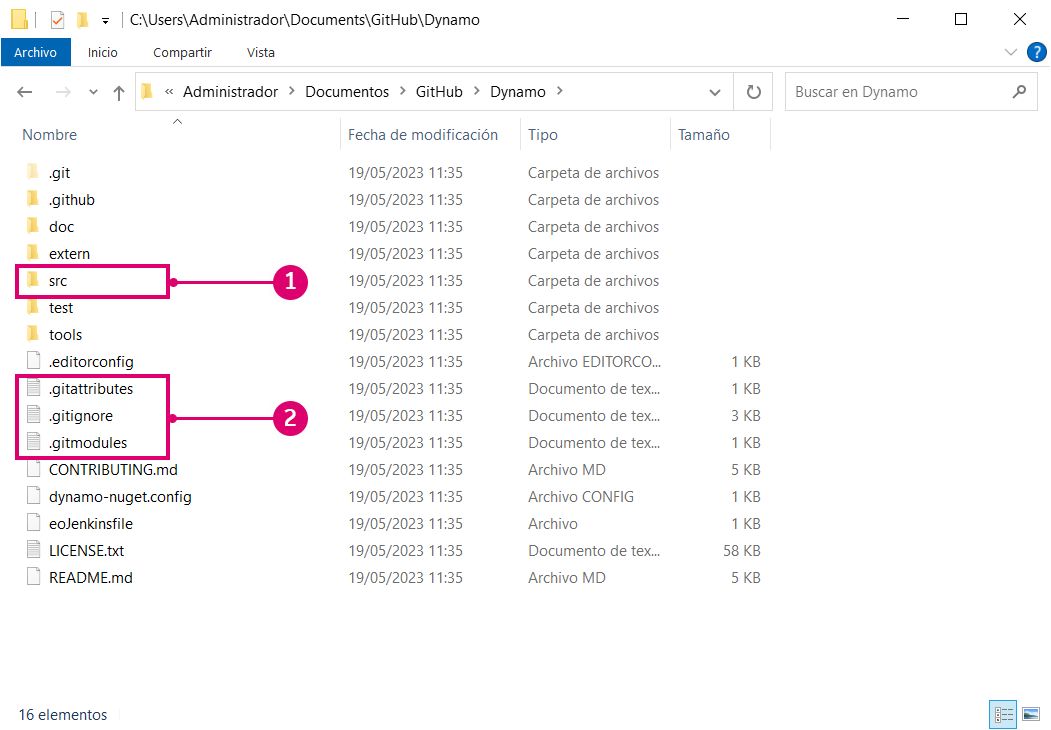 C:\Users\Administrador\Documents\GitHub\Dynamo
Archivo Inicio Compartir Vista ?
« Administrador > Documentos > GitHub > Dynamo > Buscar en Dynamo
Nombre Fecha de modificación Tipo Tamaño
.git 19/05/2023 11:35 Carpeta de archivos
.github 19/05/2023 11:35 Carpeta de archivos
doc 19/05/2023 11:35 Carpeta de archivos
extern 19/05/2023 11:35 Carpeta de archivos
src 1 19/05/2023 11:35 Carpeta de archivos
test 19/05/2023 11:35 Carpeta de archivos
tools 19/05/2023 11:35 Carpeta de archivos
.editorconfig 19/05/2023 11:35 Archivo EDITORCO... 1 KB
.gitattributes 19/05/2023 11:35 Documento de tex... 1 KB
.gitignore 2 19/05/2023 11:35 Documento de tex... 3 KB
.gitmodules 19/05/2023 11:35 Documento de tex... 1 KB
CONTRIBUTING.md 19/05/2023 11:35 Archivo MD 5 KB
dynamo-nuget.config 19/05/2023 11:35 Archivo CONFIG 1 KB
eoJenkinsfile 19/05/2023 11:35 Archivo 1 KB
LICENSE.txt 19/05/2023 11:35 Documento de tex... 58 KB
README.md 19/05/2023 11:35 Archivo MD 5 KB
16 elementos